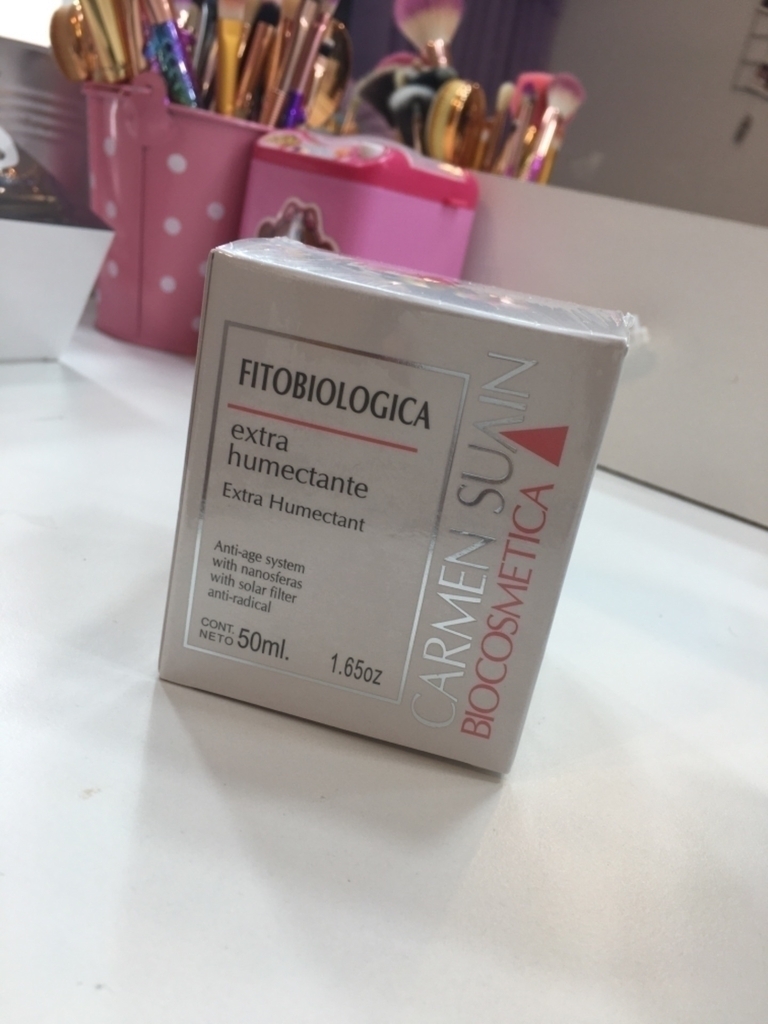 FITOBIOLOGICA
extra
humectante
Extra Humectant
Anti-age system
with nanosferas
with solar filter
anti-radical
CONT.
NETO 50ml.
1.65oz
CARMEN SUAIN
BIOCOSMETICA